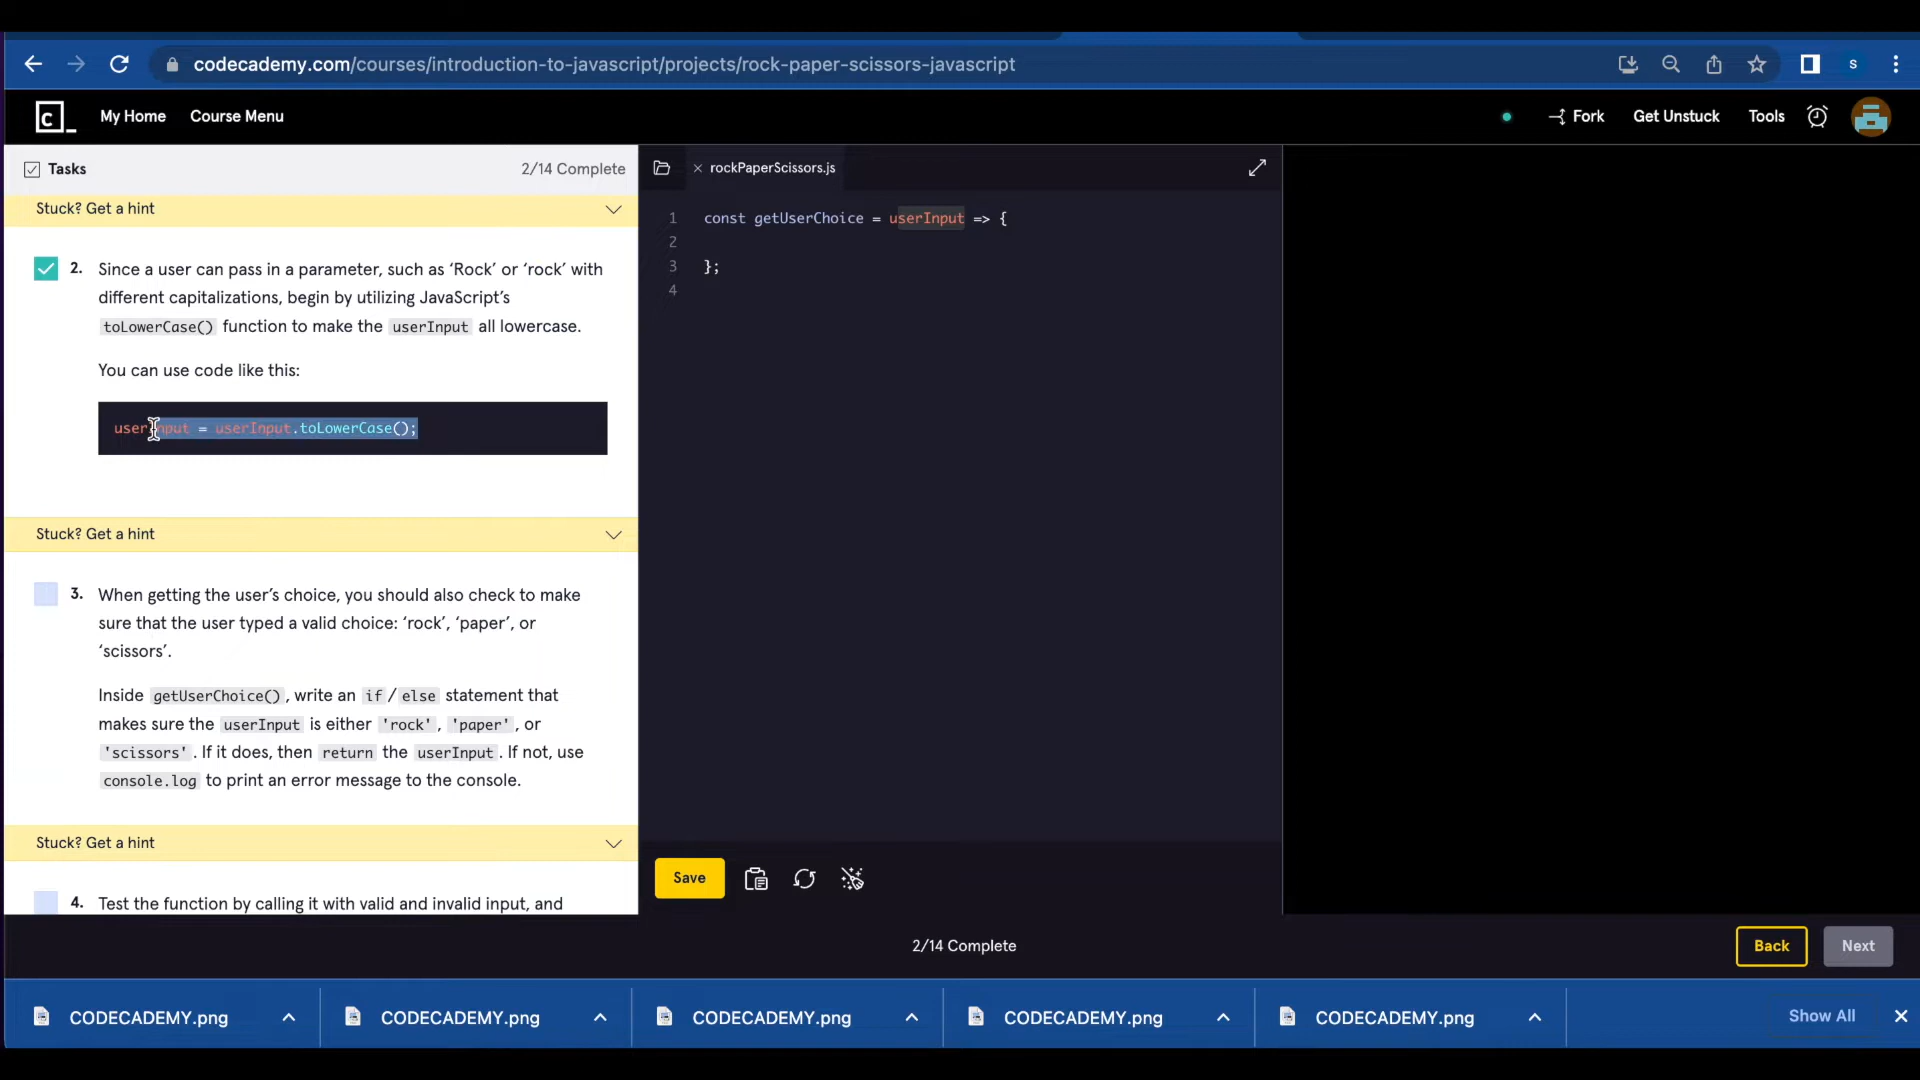 codecademy.com/courses/introduction-to-javascript/projects/rock-paper-scissors-javascript
s
c_
My Home
Course Menu
Fork
Get Unstuck
Tools
Tasks
2/14 Complete
Stuck? Get a hint
2. Since a user can pass in a parameter, such as ‘Rock’ or ‘rock’ with
different capitalizations, begin by utilizing JavaScript’s
toLowerCase() function to make the userInput all lowercase.
You can use code like this:
userInput = userInput.toLowerCase();
Stuck? Get a hint
3. When getting the user’s choice, you should also check to make
sure that the user typed a valid choice: ‘rock’, ‘paper’, or
‘scissors’.
Inside getUserChoice(), write an if/else statement that
makes sure the userInput is either 'rock', 'paper', or
'scissors'. If it does, then return the userInput. If not, use
console.log to print an error message to the console.
Stuck? Get a hint
4. Test the function by calling it with valid and invalid input, and
rockPaperScissors.js
1 const getUserChoice = userInput => {
2
3 };
4
Save
2/14 Complete
Back
Next
CODECADEMY.png
CODECADEMY.png
CODECADEMY.png
CODECADEMY.png
CODECADEMY.png
Show All